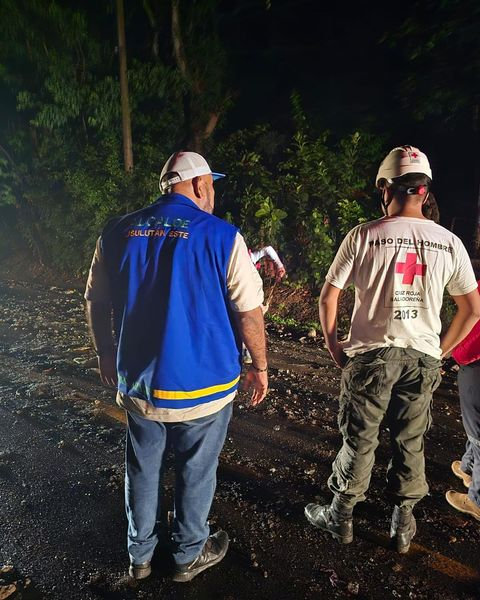 ALCALDE
USULUTÁN ESTE
PASO DEL HOMBRE
CRUZ ROJA
SALVADOREÑA
2013